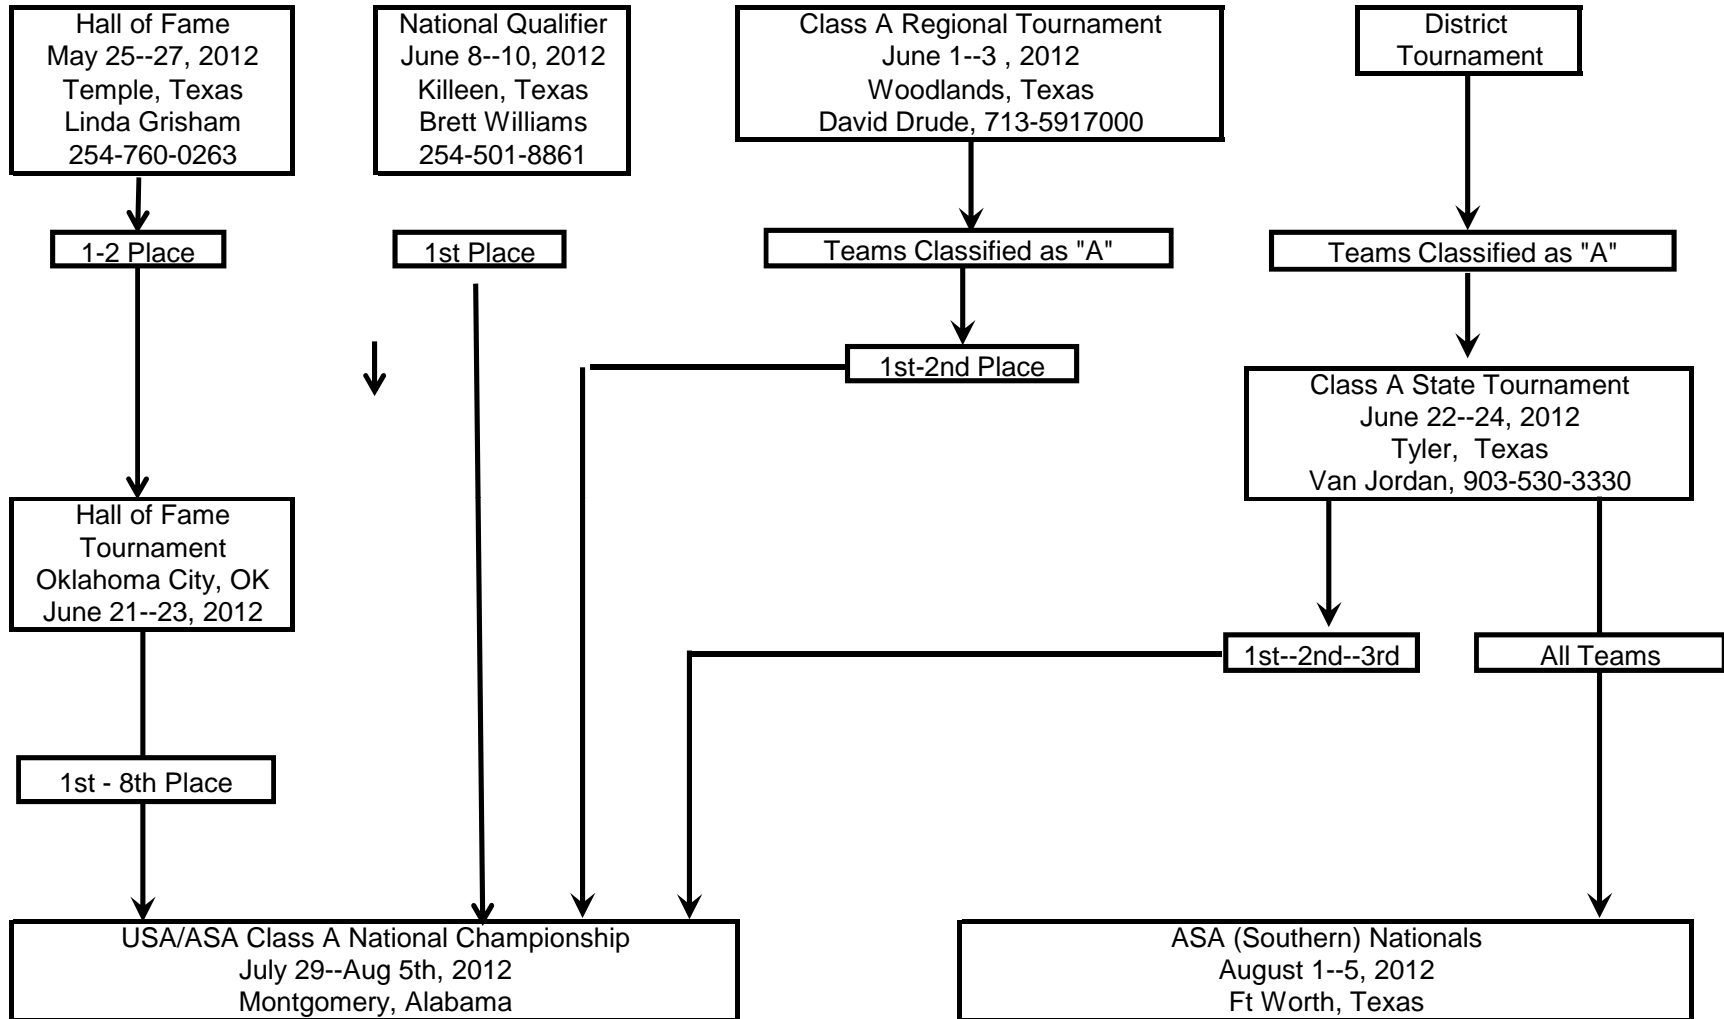 Hall of Fame
May 25--27, 2012
Temple, Texas
Linda Grisham
254-760-0263
National Qualifier
June 8--10, 2012
Killeen, Texas
Brett Williams
254-501-8861
Class A Regional Tournament
June 1--3 , 2012
Woodlands, Texas
David Drude, 713-5917000
District
Tournament
1-2 Place
1st Place
Teams Classified as "A"
Teams Classified as "A"
1st-2nd Place
Class A State Tournament
June 22--24, 2012
Tyler, Texas
Van Jordan, 903-530-3330
Hall of Fame
Tournament
Oklahoma City, OK
June 21--23, 2012
1st--2nd--3rd
All Teams
1st - 8th Place
USA/ASA Class A National Championship
July 29--Aug 5th, 2012
Montgomery, Alabama
ASA (Southern) Nationals
August 1--5, 2012
Ft Worth, Texas